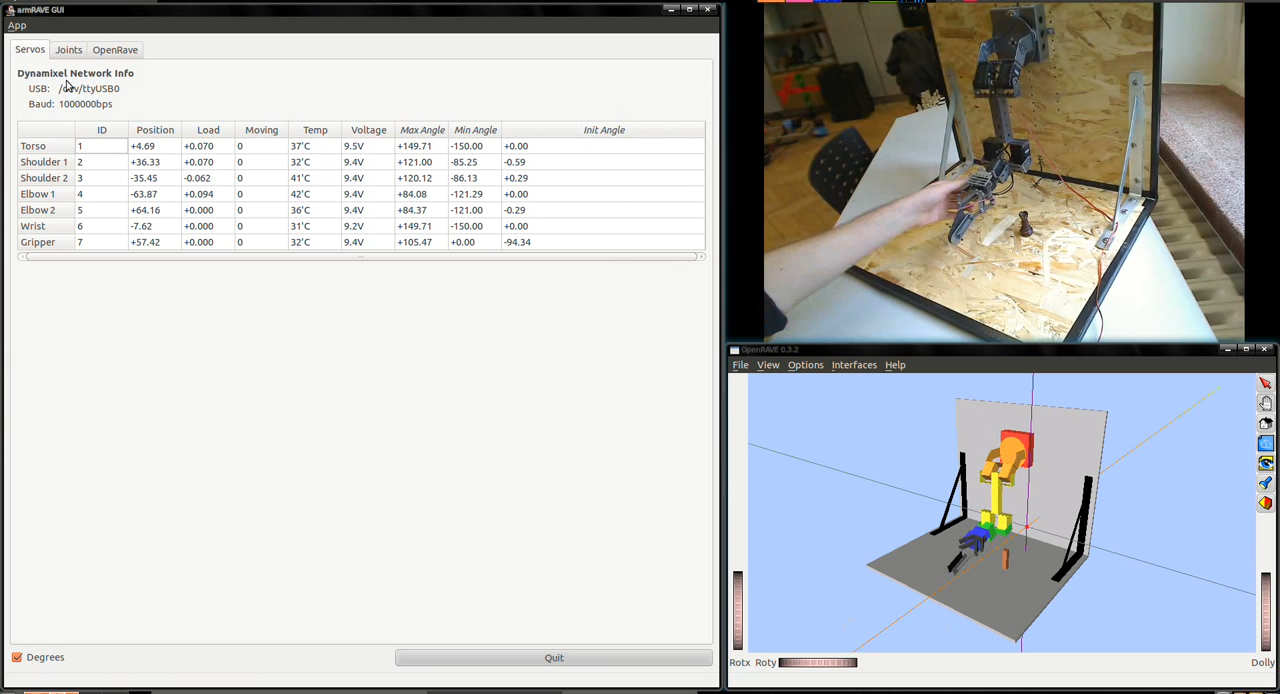 armRAVE GUI
App
Servos Joints OpenRave
Dynamixel Network Info
USB: /dev/ttyUSB0
Baud: 1000000bps
ID Position Load Moving Temp Voltage Max Angle Min Angle Init Angle
Torso 1 +4.69 +0.070 0 37'C 9.5V +149.71 -150.00 +0.00
Shoulder 1 2 +36.33 +0.070 0 32'C 9.4V +121.00 -85.25 -0.59
Shoulder 2 3 -35.45 -0.062 0 41'C 9.4V +120.12 -86.13 +0.29
Elbow 1 4 -63.87 +0.094 0 42'C 9.4V +84.08 -121.29 +0.00
Elbow 2 5 +64.16 +0.000 0 36'C 9.4V +84.37 -121.00 -0.29
Wrist 6 -7.62 +0.000 0 31'C 9.2V +149.71 -150.00 +0.00
Gripper 7 +57.42 +0.000 0 32'C 9.4V +105.47 +0.00 -94.34
Degrees
Quit
OpenRAVE 0.3.2
File View Options Interfaces Help
Rotx Roty Dolly